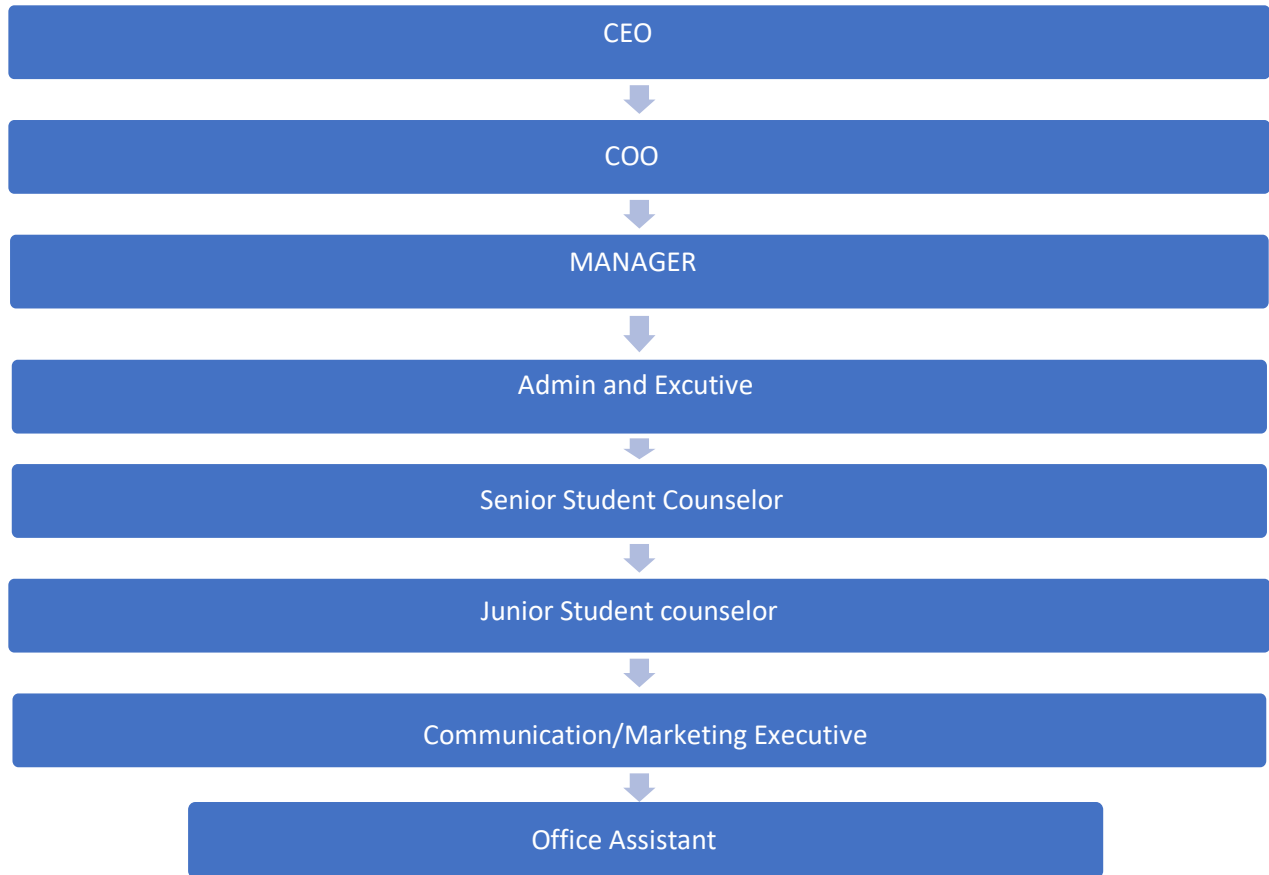 CEO
COO
MANAGER
Admin and Excutive
Senior Student Counselor
Junior Student counselor
Communication/Marketing Executive
Office Assistant